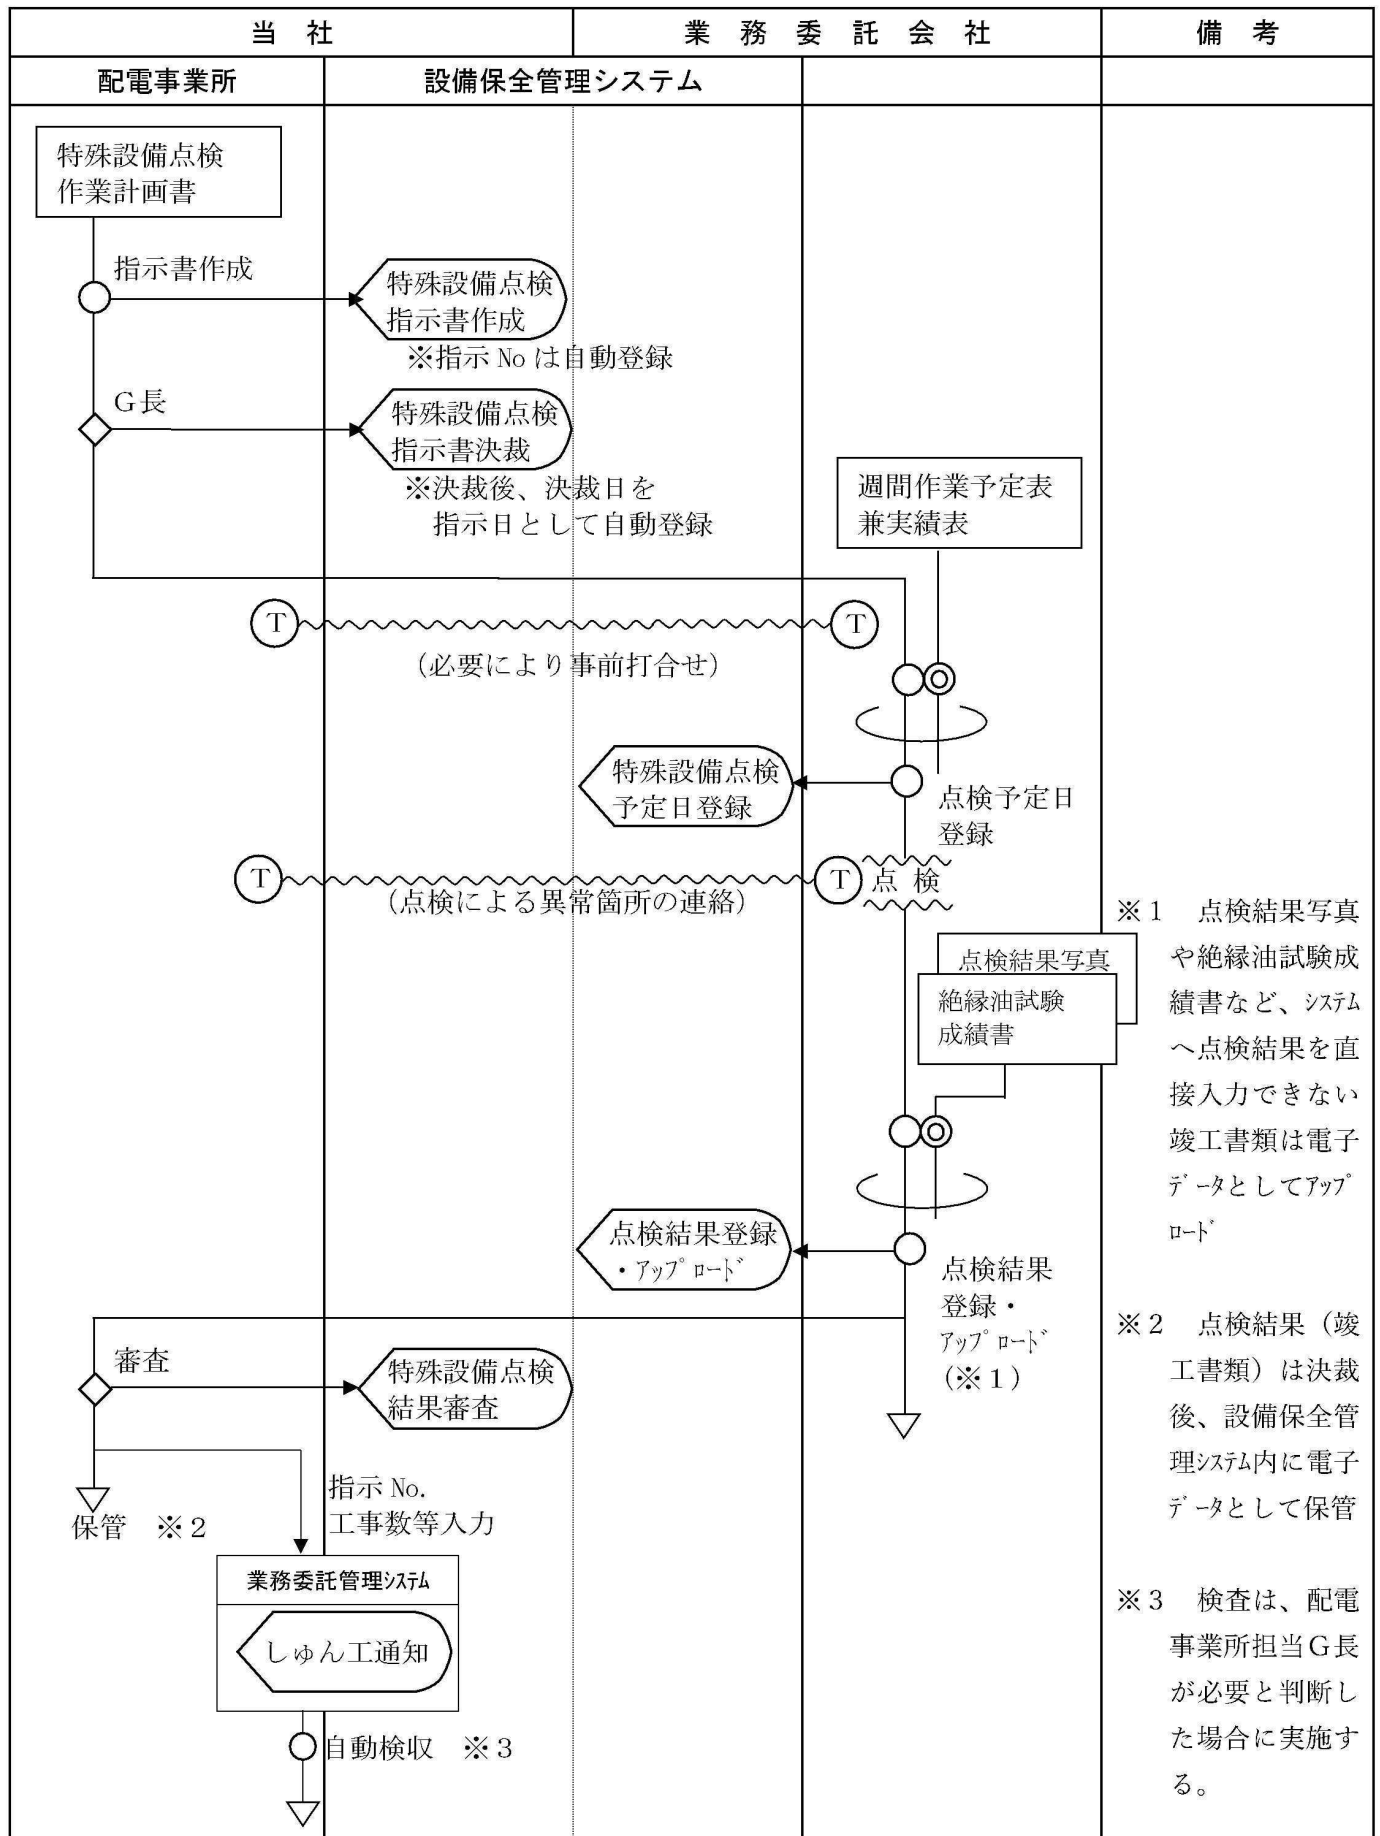 当　社
業　務　委　託　会　社
備　考
配電事業所
設備保全管理システム
特殊設備点検
作業計画書
指示書作成
特殊設備点検
指示書作成
※指示 No は自動登録
G長
特殊設備点検
指示書決裁
※決裁後、決裁日を
指示日として自動登録
週間作業予定表
兼実績表
T
T
（必要により事前打合せ）
特殊設備点検
予定日登録
点検予定日
登録
T
T
点 検
（点検による異常箇所の連絡）
点検結果写真
絶縁油試験
成績書
点検結果登録
・ｱｯﾌﾟﾛｰﾄﾞ
点検結果
登録・
ｱｯﾌﾟﾛｰﾄﾞ
（※１）
審査
特殊設備点検
結果審査
指示 No.
工事数等入力
保管　※２
業務委託管理ｼｽﾃﾑ
しゅん工通知
自動検収　※３
※１　点検結果写真
や絶縁油試験成
績書など、ｼｽﾃﾑ
へ点検結果を直
接入力できない
竣工書類は電子
ﾃﾞｰﾀとしてｱｯﾌﾟ
ﾛｰﾄﾞ
※２　点検結果（竣
工書類）は決裁
後、設備保全管
理ｼｽﾃﾑ内に電子
ﾃﾞｰﾀとして保管
※３　検査は、配電
事業所担当G長
が必要と判断し
た場合に実施す
る。